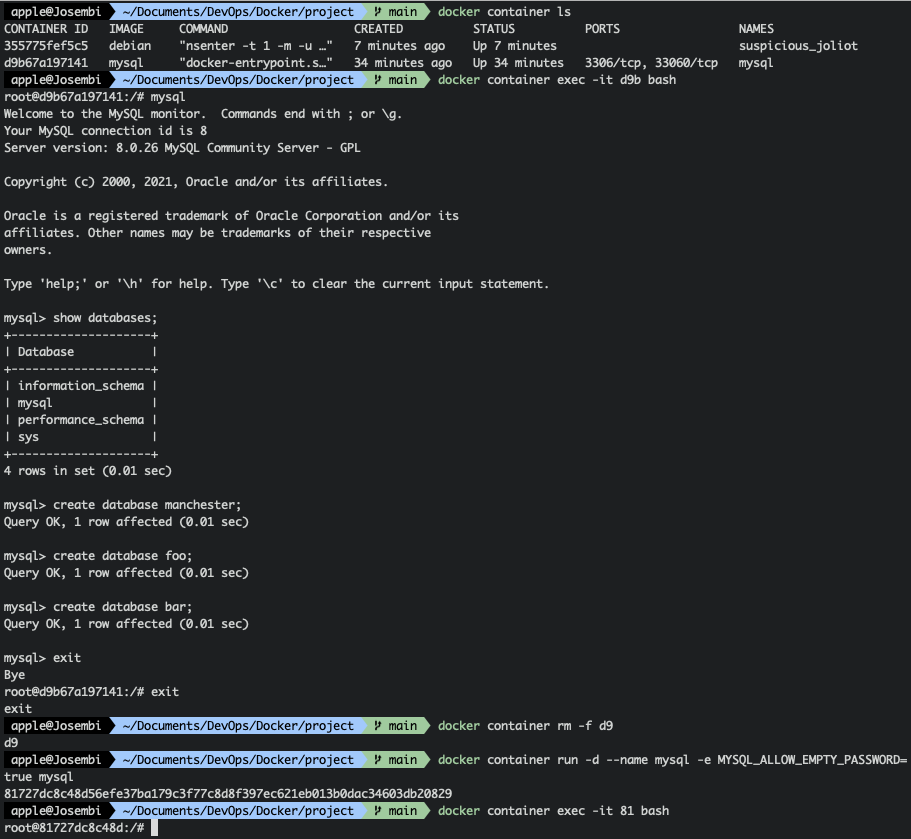 apple@Josembi ~/Documents/DevOps/Docker/project main docker container ls
CONTAINER ID IMAGE COMMAND CREATED STATUS PORTS NAMES
355775fef5c5 debian "nsenter -t 1 -m -u …" 7 minutes ago Up 7 minutes suspicious_joliot
d9b67a197141 mysql "docker-entrypoint.s…" 34 minutes ago Up 34 minutes 3306/tcp, 33060/tcp mysql
apple@Josembi ~/Documents/DevOps/Docker/project main docker container exec -it d9b bash
root@d9b67a197141:/# mysql
Welcome to the MySQL monitor.  Commands end with ; or \g.
Your MySQL connection id is 8
Server version: 8.0.26 MySQL Community Server - GPL

Copyright (c) 2000, 2021, Oracle and/or its affiliates.

Oracle is a registered trademark of Oracle Corporation and/or its
affiliates. Other names may be trademarks of their respective
owners.

Type 'help;' or '\h' for help. Type '\c' to clear the current input statement.

mysql> show databases;
+--------------------+
| Database           |
+--------------------+
| information_schema |
| mysql              |
| performance_schema |
| sys                |
+--------------------+
4 rows in set (0.01 sec)

mysql> create database manchester;
Query OK, 1 row affected (0.01 sec)

mysql> create database foo;
Query OK, 1 row affected (0.01 sec)

mysql> create database bar;
Query OK, 1 row affected (0.01 sec)

mysql> exit
Bye
root@d9b67a197141:/# exit
exit
apple@Josembi ~/Documents/DevOps/Docker/project main docker container rm -f d9
d9
apple@Josembi ~/Documents/DevOps/Docker/project main docker container run -d --name mysql -e MYSQL_ALLOW_EMPTY_PASSWORD=
true mysql
81727dc8c48d56efe37ba179c3f77c8d8f397ec621eb013b0dac34603db20829
apple@Josembi ~/Documents/DevOps/Docker/project main docker container exec -it 81 bash
root@81727dc8c48d:/#